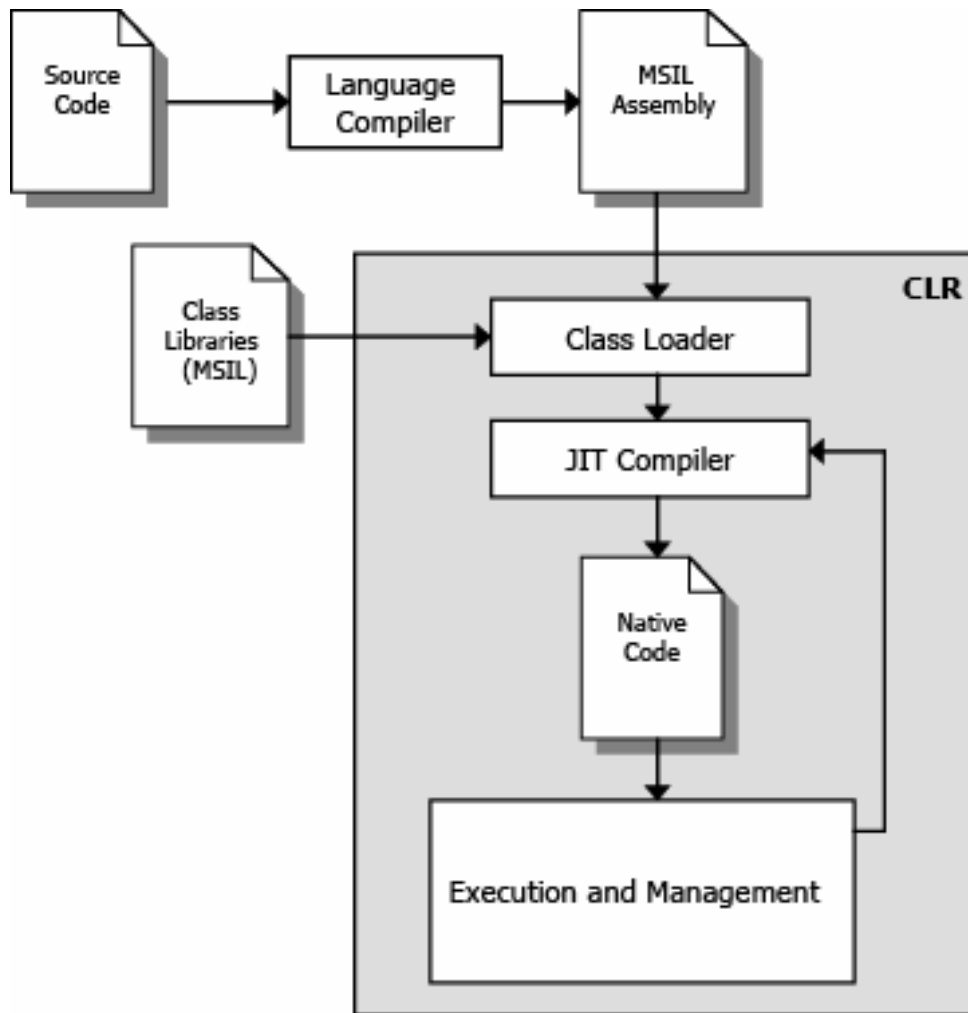 Source
Code
Language
Compiler
MSIL
Assembly
CLR
Class
Libraries
(MSIL)
Class Loader
JIT Compiler
Native
Code
Execution and Management